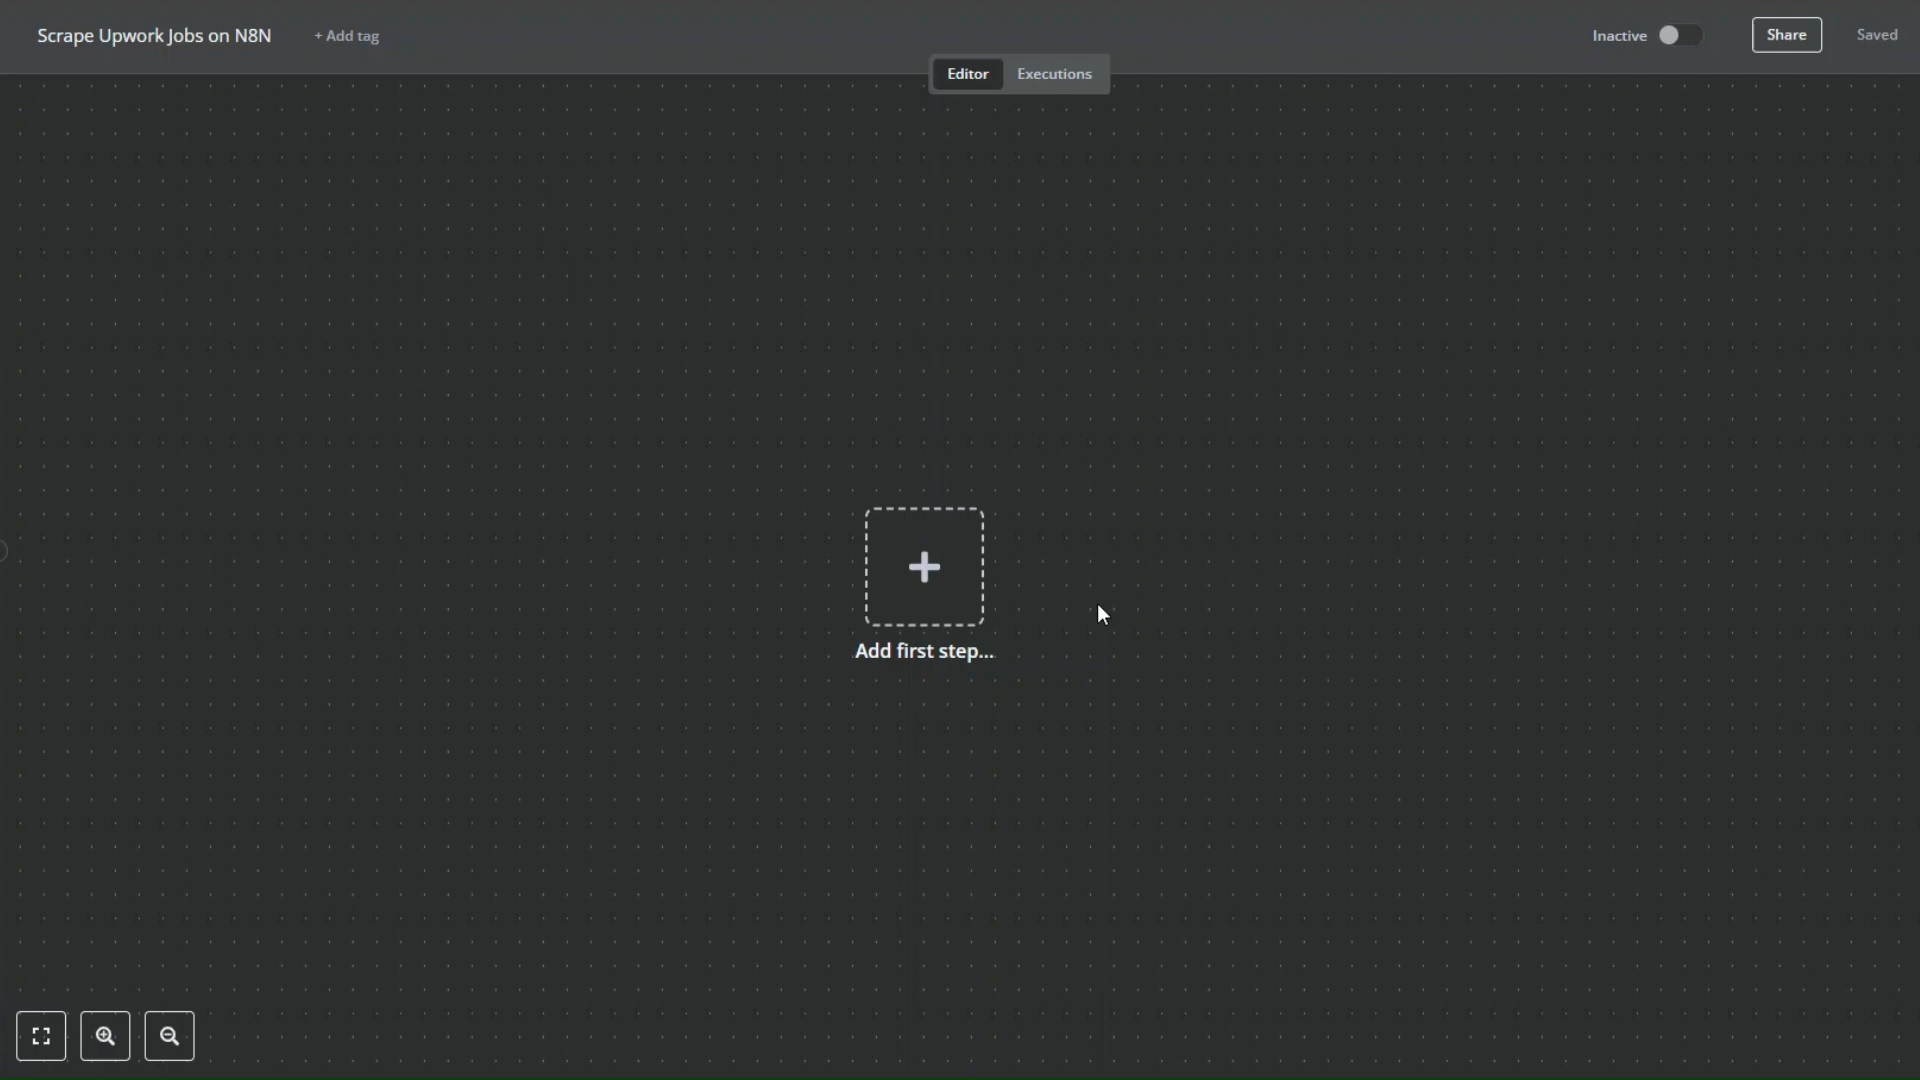 Scrape Upwork Jobs on N8N
+ Add tag
Inactive
Share
Saved
Editor
Executions
Add first step...